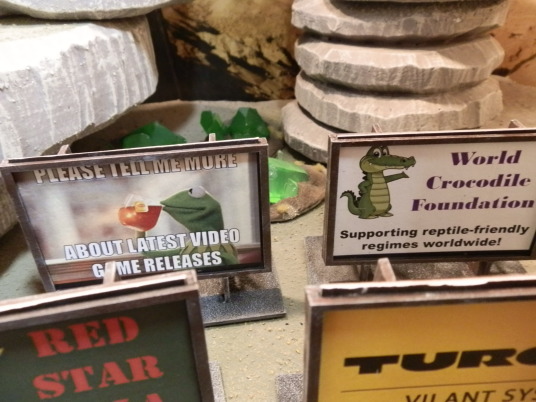 PLEASE TELL ME MORE
ABOUT LATEST VIDEO
GAME RELEASES
World
Crocodile
Foundation
Supporting reptile-friendly
regimes worldwide!
RED
STAR
VILANT